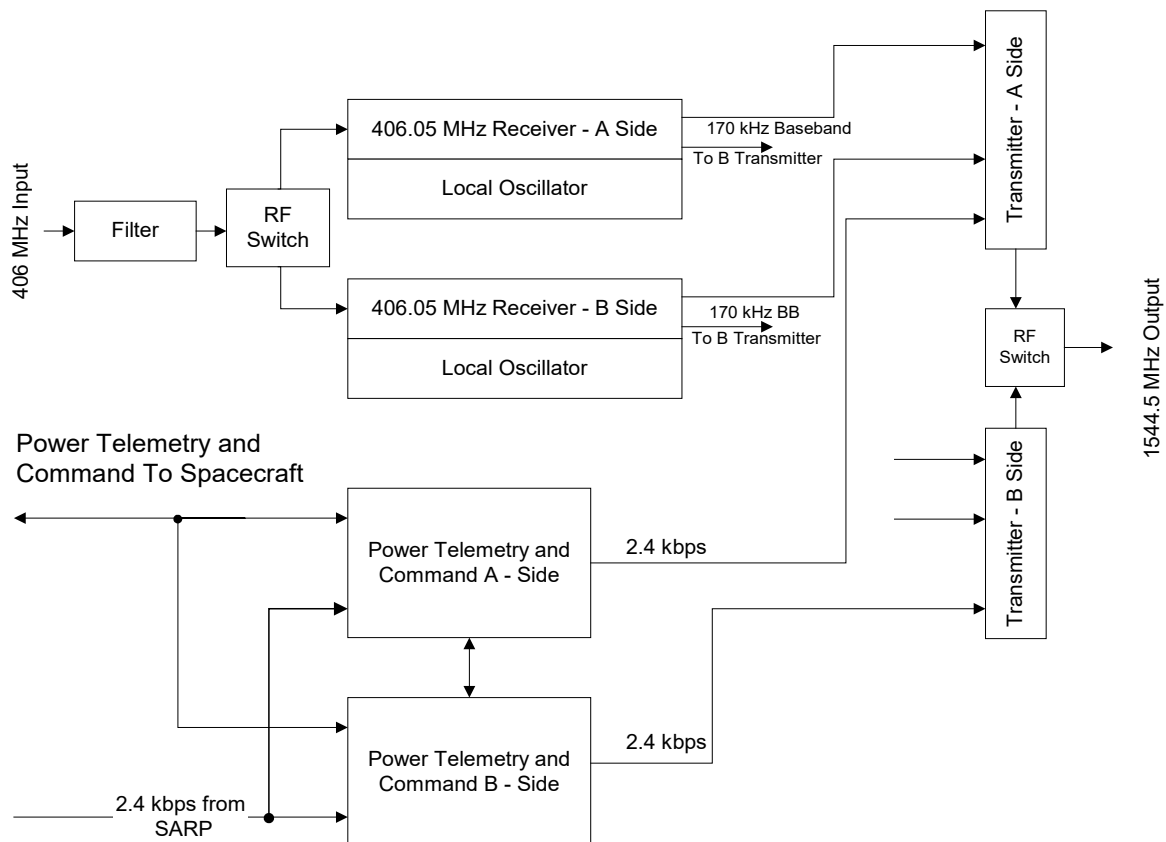 406 MHz Input
Filter
RF
Switch
406.05 MHz Receiver - A Side
Local Oscillator
170 kHz Baseband
To B Transmitter
406.05 MHz Receiver - B Side
Local Oscillator
170 kHz BB
To B Transmitter
Transmitter - A Side
RF
Switch
1544.5 MHz Output
Transmitter - B Side
Power Telemetry and
Command To Spacecraft
Power Telemetry and
Command A - Side
2.4 kbps
Power Telemetry and
Command B - Side
2.4 kbps
2.4 kbps from
SARP